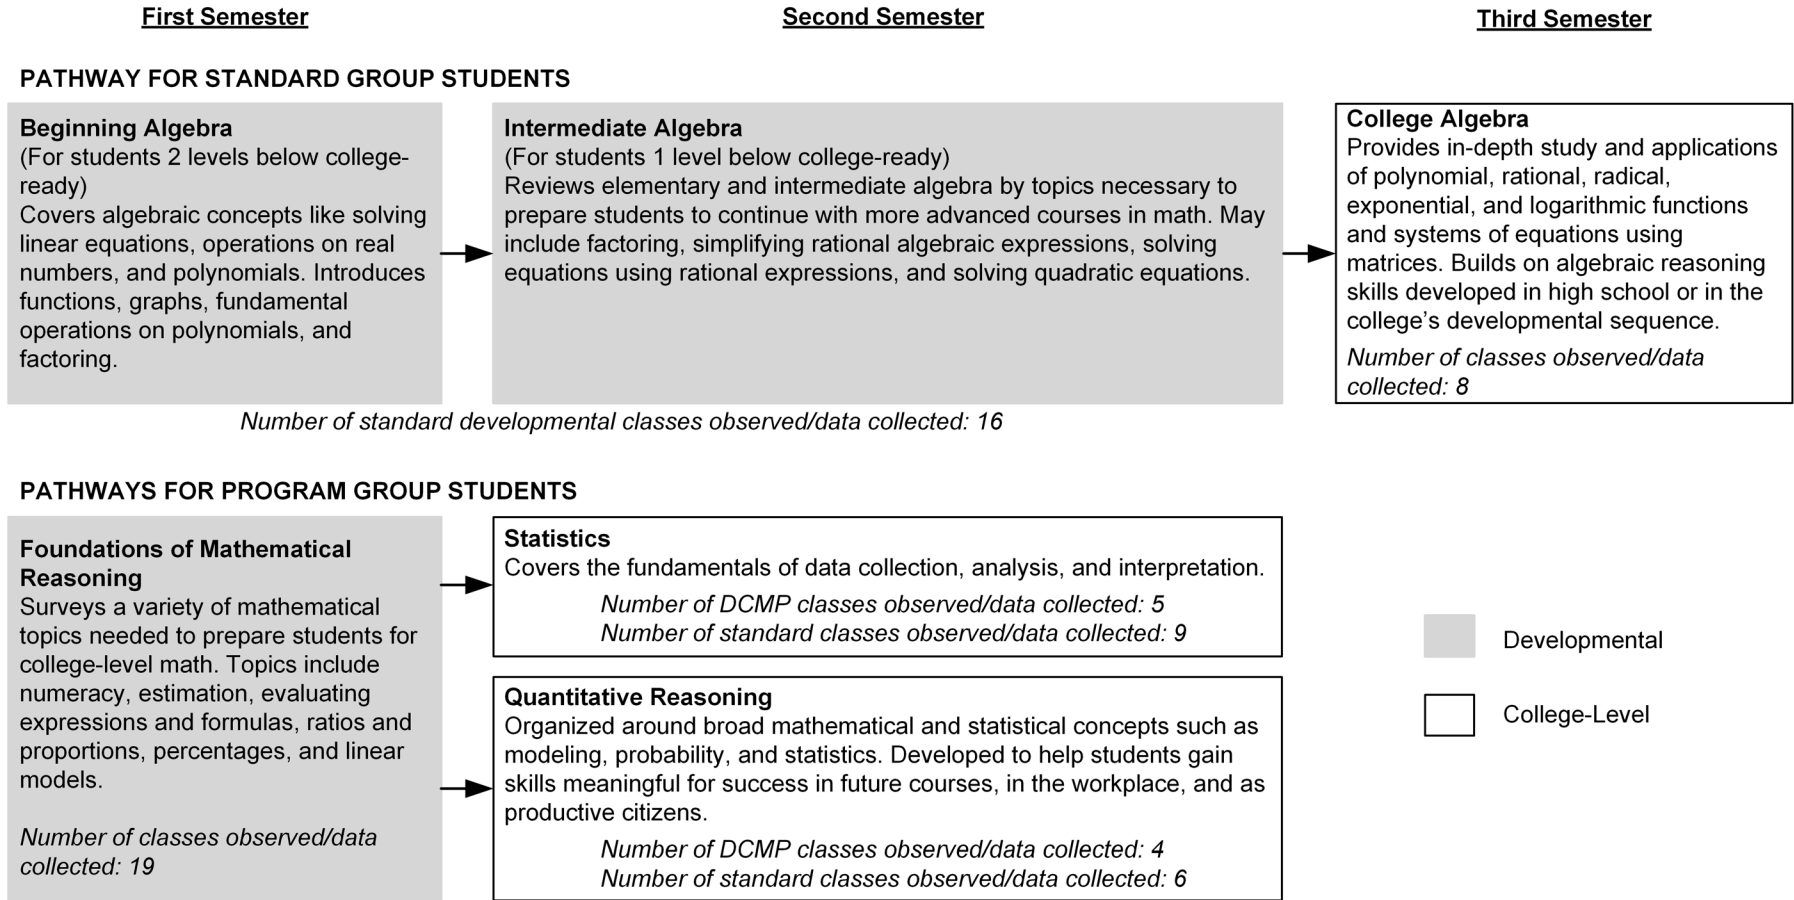 First Semester
Second Semester
Third Semester
PATHWAY FOR STANDARD GROUP STUDENTS
Beginning Algebra
(For students 2 levels below college-
ready)
Covers algebraic concepts like solving
linear equations, operations on real
numbers, and polynomials. Introduces
functions, graphs, fundamental
operations on polynomials, and
factoring.
Intermediate Algebra
(For students 1 level below college-ready)
Reviews elementary and intermediate algebra by topics necessary to
prepare students to continue with more advanced courses in math. May
include factoring, simplifying rational algebraic expressions, solving
equations using rational expressions, and solving quadratic equations.
College Algebra
Provides in-depth study and applications
of polynomial, rational, radical,
exponential, and logarithmic functions
and systems of equations using
matrices. Builds on algebraic reasoning
skills developed in high school or in the
college’s developmental sequence.
Number of classes observed/data
collected: 8
Number of standard developmental classes observed/data collected: 16
PATHWAYS FOR PROGRAM GROUP STUDENTS
Foundations of Mathematical
Reasoning
Surveys a variety of mathematical
topics needed to prepare students for
college-level math. Topics include
numeracy, estimation, evaluating
expressions and formulas, ratios and
proportions, percentages, and linear
models.
Number of classes observed/data
collected: 19
Statistics
Covers the fundamentals of data collection, analysis, and interpretation.
Number of DCMP classes observed/data collected: 5
Number of standard classes observed/data collected: 9
Quantitative Reasoning
Organized around broad mathematical and statistical concepts such as
modeling, probability, and statistics. Developed to help students gain
skills meaningful for success in future courses, in the workplace, and as
productive citizens.
Number of DCMP classes observed/data collected: 4
Number of standard classes observed/data collected: 6
Developmental
College-Level